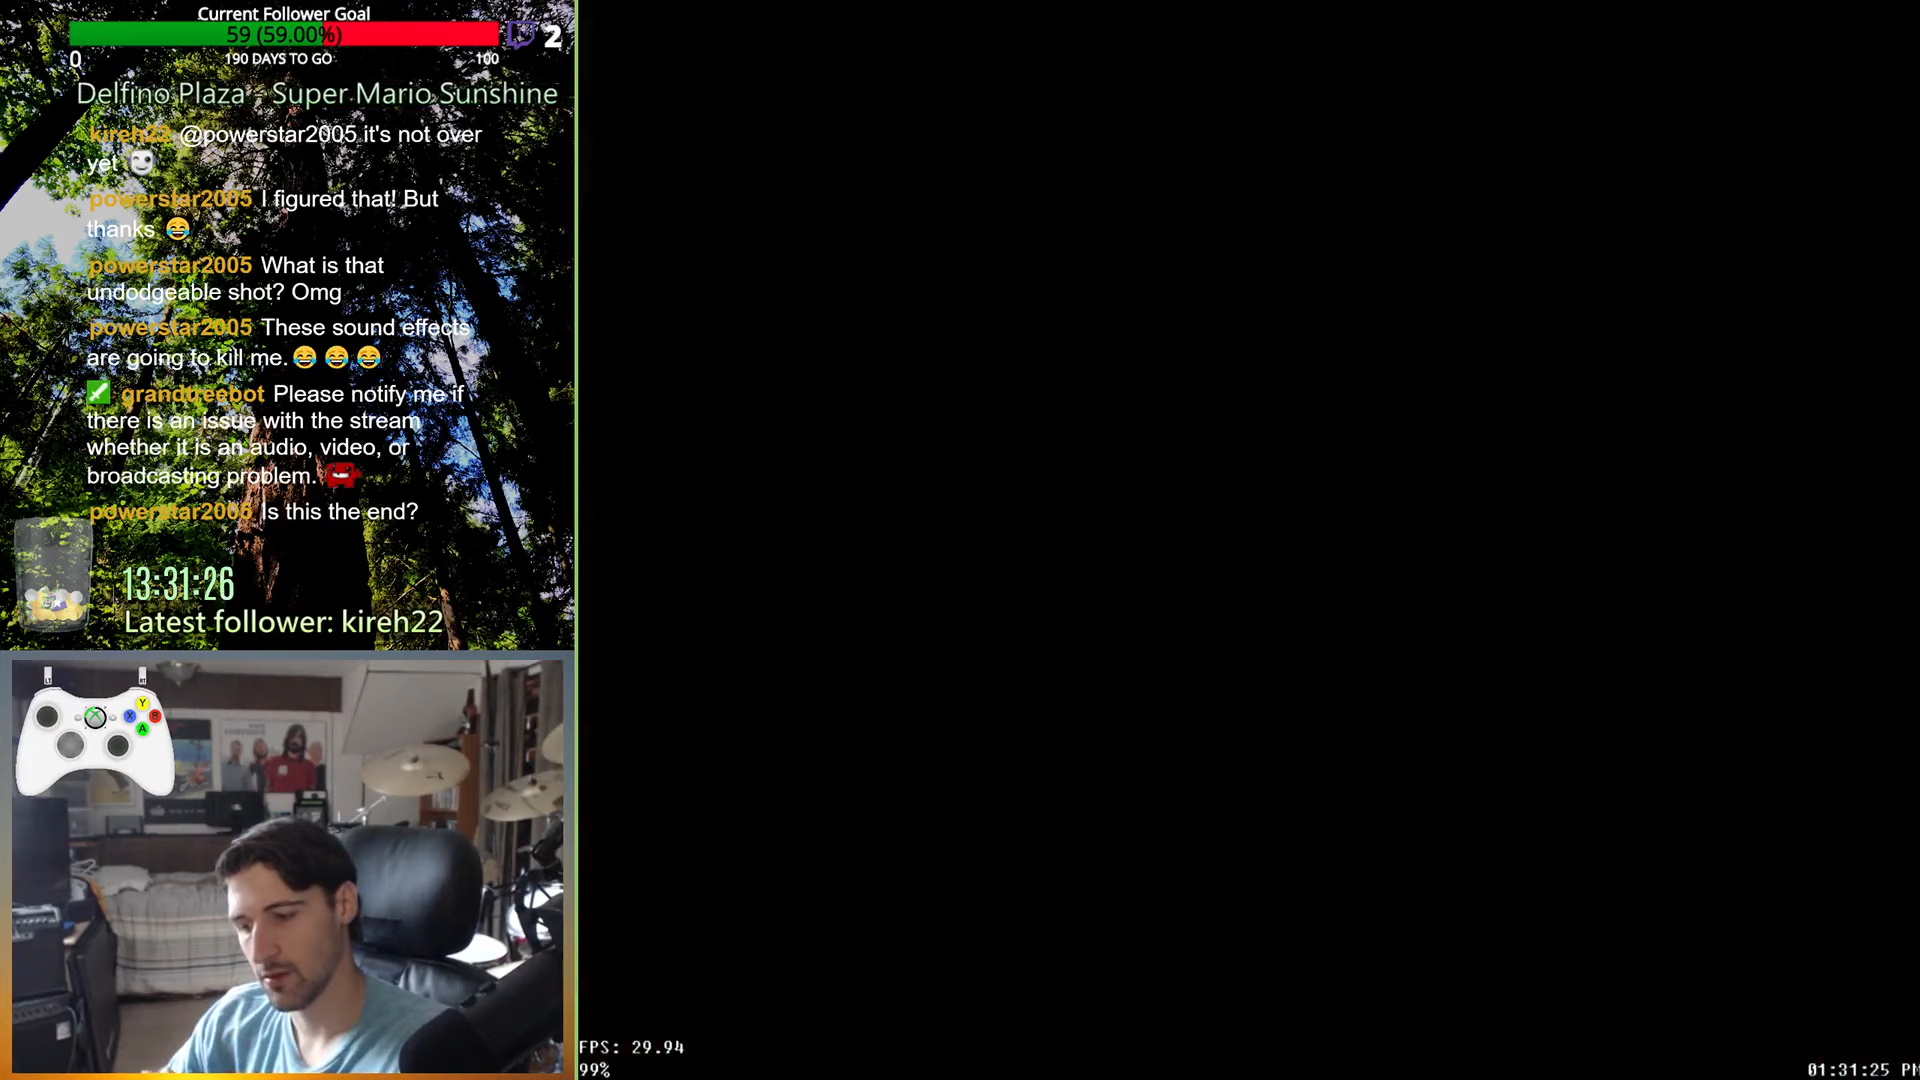 Current Follower Goal
59 (59.00%)
2
0
190 DAYS TO GO
100
Delfino Plaza - Super Mario Sunshine
kireh22 @powerstar2005 it's not over
yet
powerstar2005 I figured that! But
thanks
powerstar2005 What is that
undodgeable shot? Omg
powerstar2005 These sound effects
are going to kill me.
grandtreebot Please notify me if
there is an issue with the stream
whether it is an audio, video, or
broadcasting problem.
powerstar2005 Is this the end?
13:31:26
Latest follower: kireh22
LT
RT
Y
X
B
A
FPS: 29.94
99%
01:31:25 PM